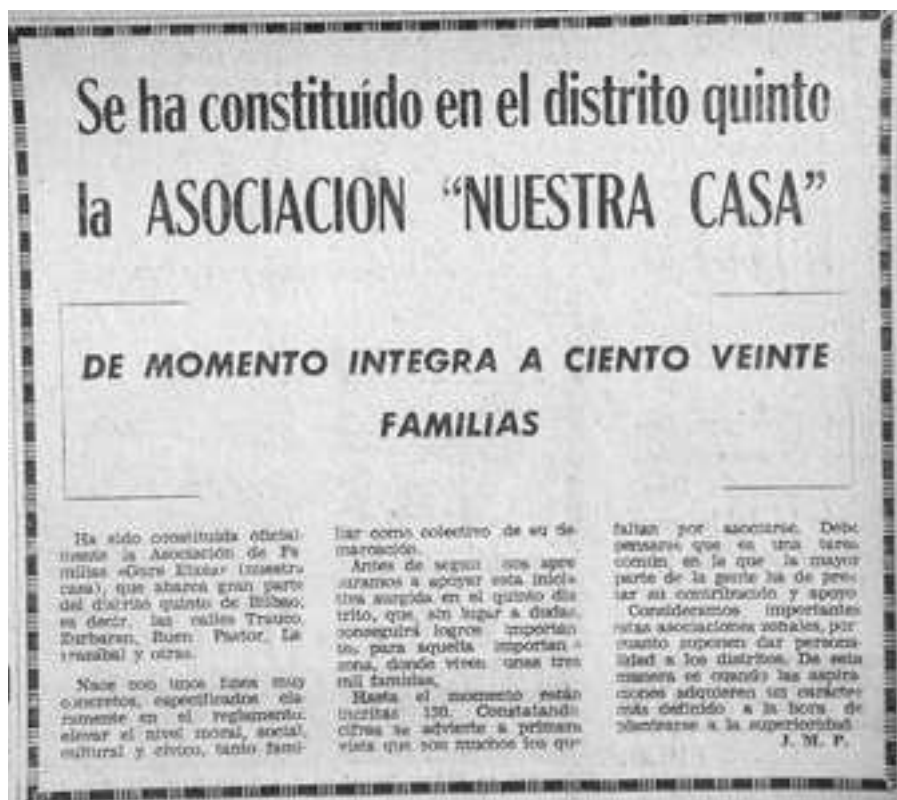 Se ha constituído en el distrito quinto
la ASOCIACION "NUESTRA CASA"
DE MOMENTO INTEGRA A CIENTO VEINTE
FAMILIAS
Ha sido constituida oficial-
mente la Asociación de Fa-
milias «Gure Etxea» (nuestra
casa), que abarca gran parte
del distrito quinto de Bilbao;
es decir, las calles Trauco,
Zurbaran, Buen Pastor, La
y otras.
Nace con unos fines muy
concretos, especificados cla-
ramente en el reglamento:
elevar el nivel moral, social,
cultural y cívico, tanto fami-
liar como colectivo de su de-
marcación.
Antes de seguir nos apre
suramos a apoyar esta inicia
tiva surgida en el quinto dis
trito, que, sin lugar a dudas,
conseguirá logros importan
tes para aquella importan e
zona, donde viven unas tres
mil familias.
Hasta el momento están
incritas 130. Constatando
cifras se advierte a primera
vista que son muchos los que
faltan por asociarse. Debe
pensarse que es una tarea
común en la que la mayor
parte de la gente ha de pres
tar su contribución y apoyo
Consideramos importantes
estas asociaciones zonales, por
cuanto suponen dar persona
lidad a los distritos. De esta
manera es cuando las aspira
ciones adquieren un carácter
más definido a la hora de
plantearse a la superioridad
J. M. P.